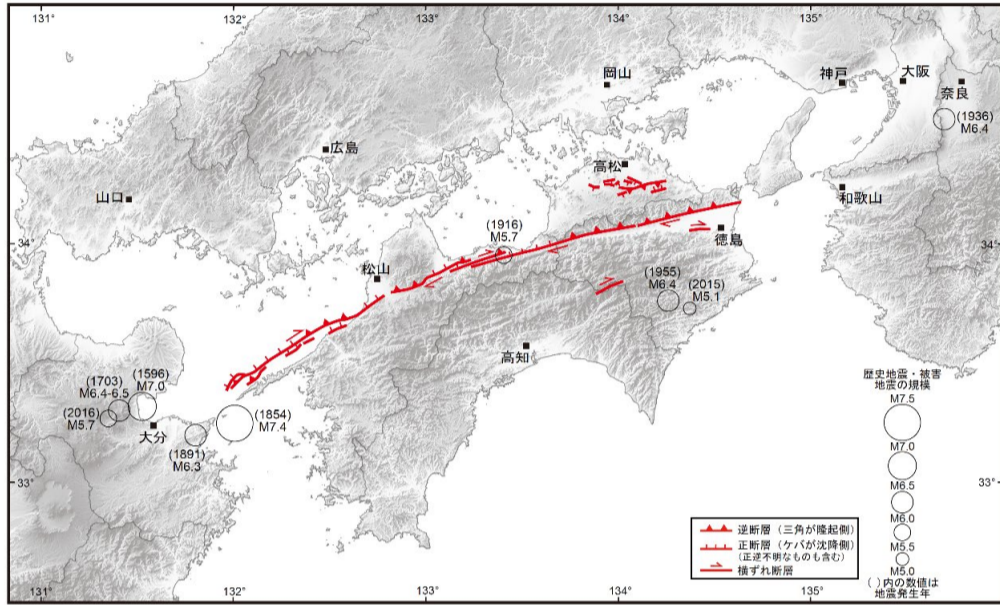 131°
132°
133°
134°
135°
岡山
神戸
大阪
奈良
(1936)
M6.4
広島
高松
山口
和歌山
34°
(1916)
M5.7
徳島
34°
松山
(1955)
M6.4
(2015)
M5.1
高知
(1596)
M7.0
(1703)
M6.4-6.5
(2016)
M5.7
大分
(1854)
M7.4
(1891)
M6.3
歴史地震・被害
地震の規模
M7.5
M7.0
M6.5
M6.0
M5.5
M5.0
( )内の数値は
地震発生年
33°
33°
逆断層(三角が隆起側)
正断層(ケバが沈降側)
(正逆不明なものも含む)
横ずれ断層
131°
132°
133°
134°
135°